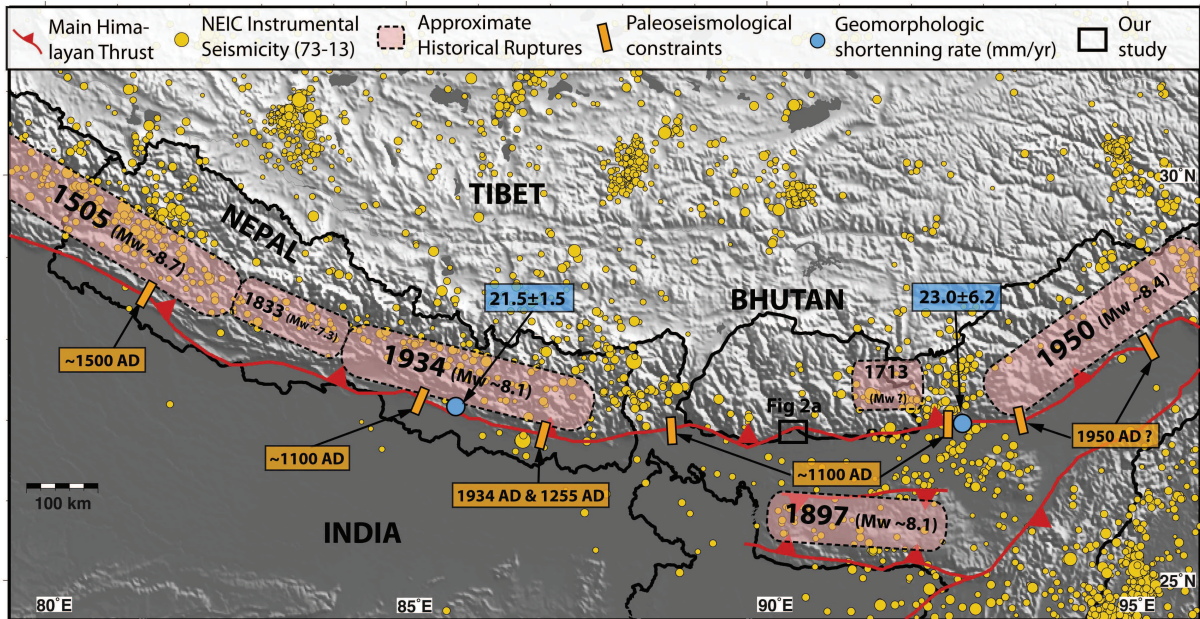 Main Hima-
layan Thrust
NEIC Instrumental
Seismicity (73-13)
Approximate
Historical Ruptures
Paleoseismological
constraints
Geomorphologic
shortenning rate (mm/yr)
Our
study
30°N
TIBET
1505 (Mw ~8.7)
NEPAL
1833 (Mw ~7.3)
21.5±1.5
BHUTAN
23.0±6.2
1950 (Mw ~8.4)
1934 (Mw ~8.1)
1713
(Mw ?)
~1500 AD
Fig 2a
~1100 AD
1950 AD ?
~1100 AD
1934 AD & 1255 AD
100 km
INDIA
1897 (Mw ~8.1)
25°N
80°E
85°E
90°E
95°E